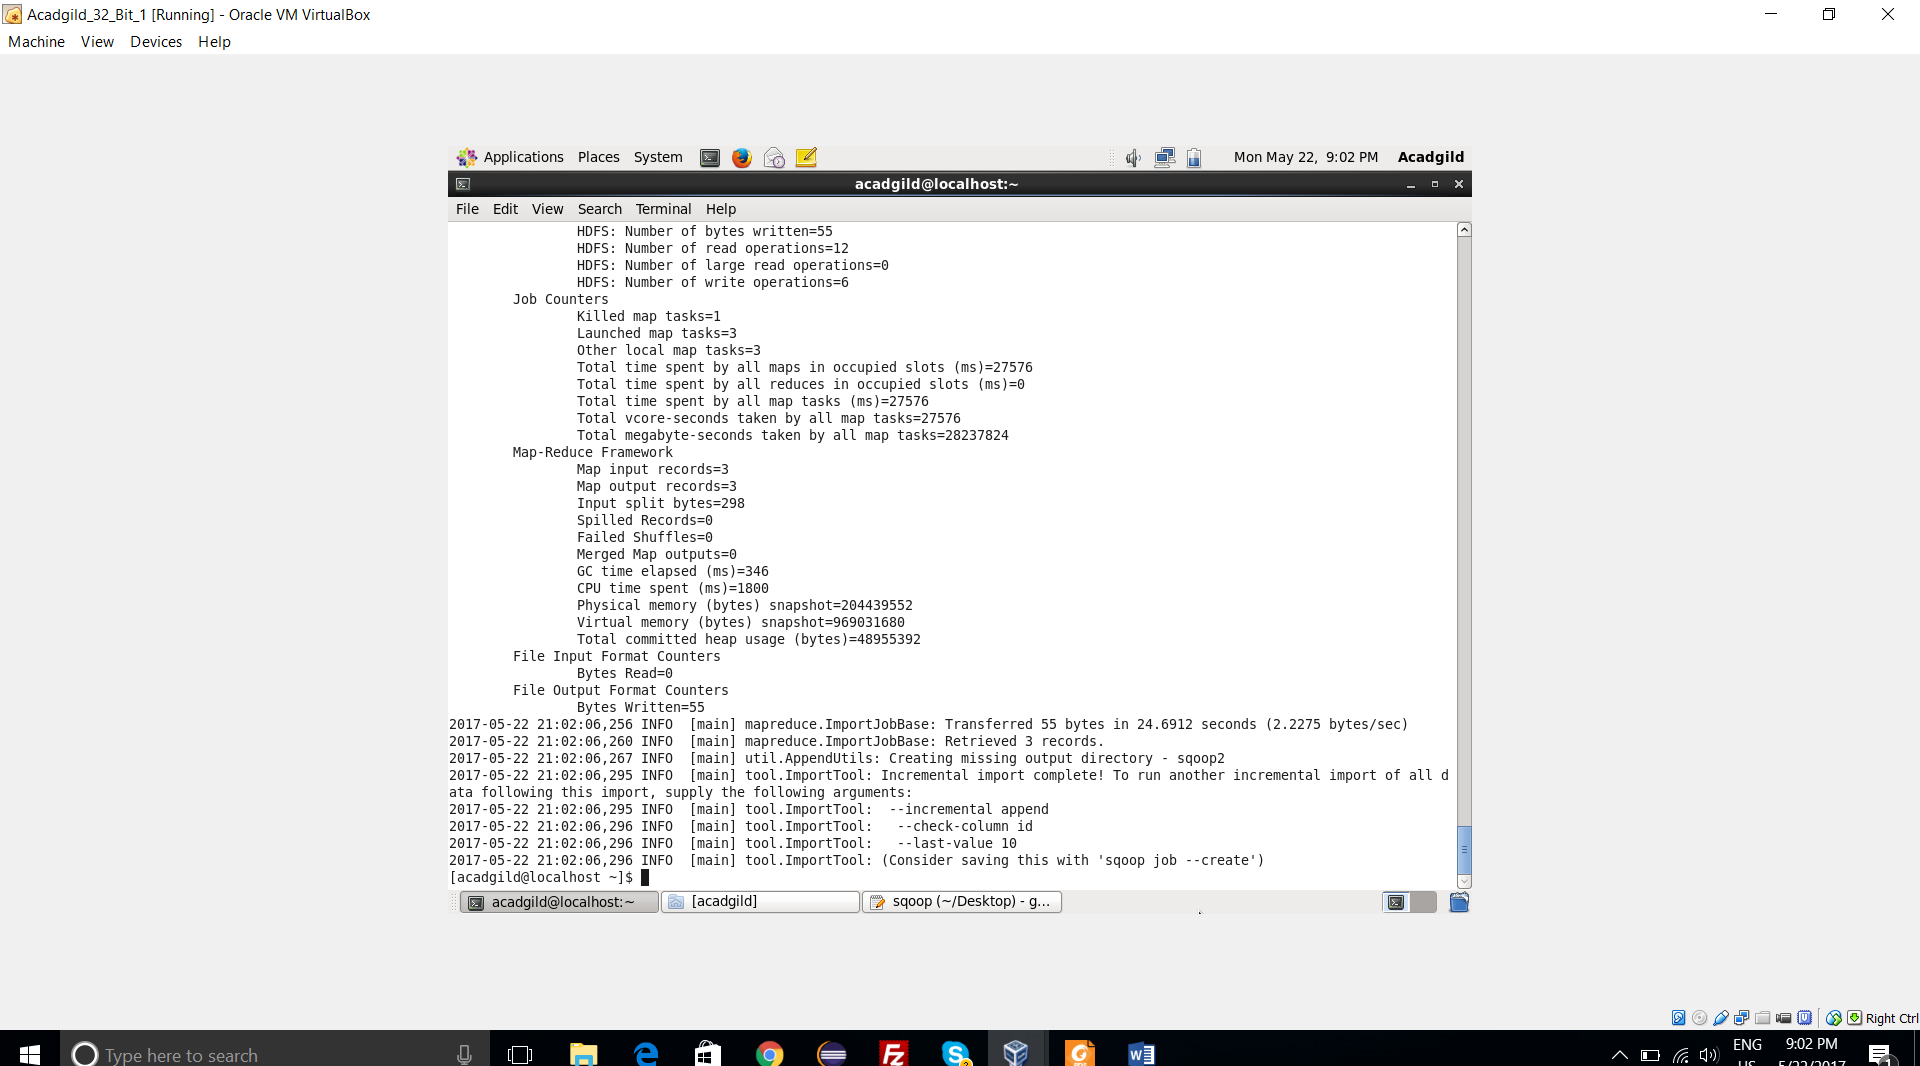 Acadgild_32_Bit_1 [Running] - Oracle VM VirtualBox
Machine View Devices Help
Applications Places System Mon May 22, 9:02 PM Acadgild
acadgild@localhost:~
File Edit View Search Terminal Help
HDFS: Number of bytes written=55
HDFS: Number of read operations=12
HDFS: Number of large read operations=0
HDFS: Number of write operations=6
Job Counters
Killed map tasks=1
Launched map tasks=3
Other local map tasks=3
Total time spent by all maps in occupied slots (ms)=27576
Total time spent by all reduces in occupied slots (ms)=0
Total time spent by all map tasks (ms)=27576
Total vcore-seconds taken by all map tasks=27576
Total megabyte-seconds taken by all map tasks=28237824
Map-Reduce Framework
Map input records=3
Map output records=3
Input split bytes=298
Spilled Records=0
Failed Shuffles=0
Merged Map outputs=0
GC time elapsed (ms)=346
CPU time spent (ms)=1800
Physical memory (bytes) snapshot=204439552
Virtual memory (bytes) snapshot=969031680
Total committed heap usage (bytes)=48955392
File Input Format Counters
Bytes Read=0
File Output Format Counters
Bytes Written=55
2017-05-22 21:02:06,256 INFO  [main] mapreduce.ImportJobBase: Transferred 55 bytes in 24.6912 seconds (2.2275 bytes/sec)
2017-05-22 21:02:06,260 INFO  [main] mapreduce.ImportJobBase: Retrieved 3 records.
2017-05-22 21:02:06,267 INFO  [main] util.AppendUtils: Creating missing output directory - sqoop2
2017-05-22 21:02:06,295 INFO  [main] tool.ImportTool: Incremental import complete! To run another incremental import of all d
ata following this import, supply the following arguments:
2017-05-22 21:02:06,295 INFO  [main] tool.ImportTool:  --incremental append
2017-05-22 21:02:06,296 INFO  [main] tool.ImportTool:   --check-column id
2017-05-22 21:02:06,296 INFO  [main] tool.ImportTool:   --last-value 10
2017-05-22 21:02:06,296 INFO  [main] tool.ImportTool: (Consider saving this with 'sqoop job --create')
[acadgild@localhost ~]$
acadgild@localhost:~ [acadgild] sqoop (~/Desktop) - g...
Right Ctrl
Type here to search ENG 9:02 PM
US 5/22/2017